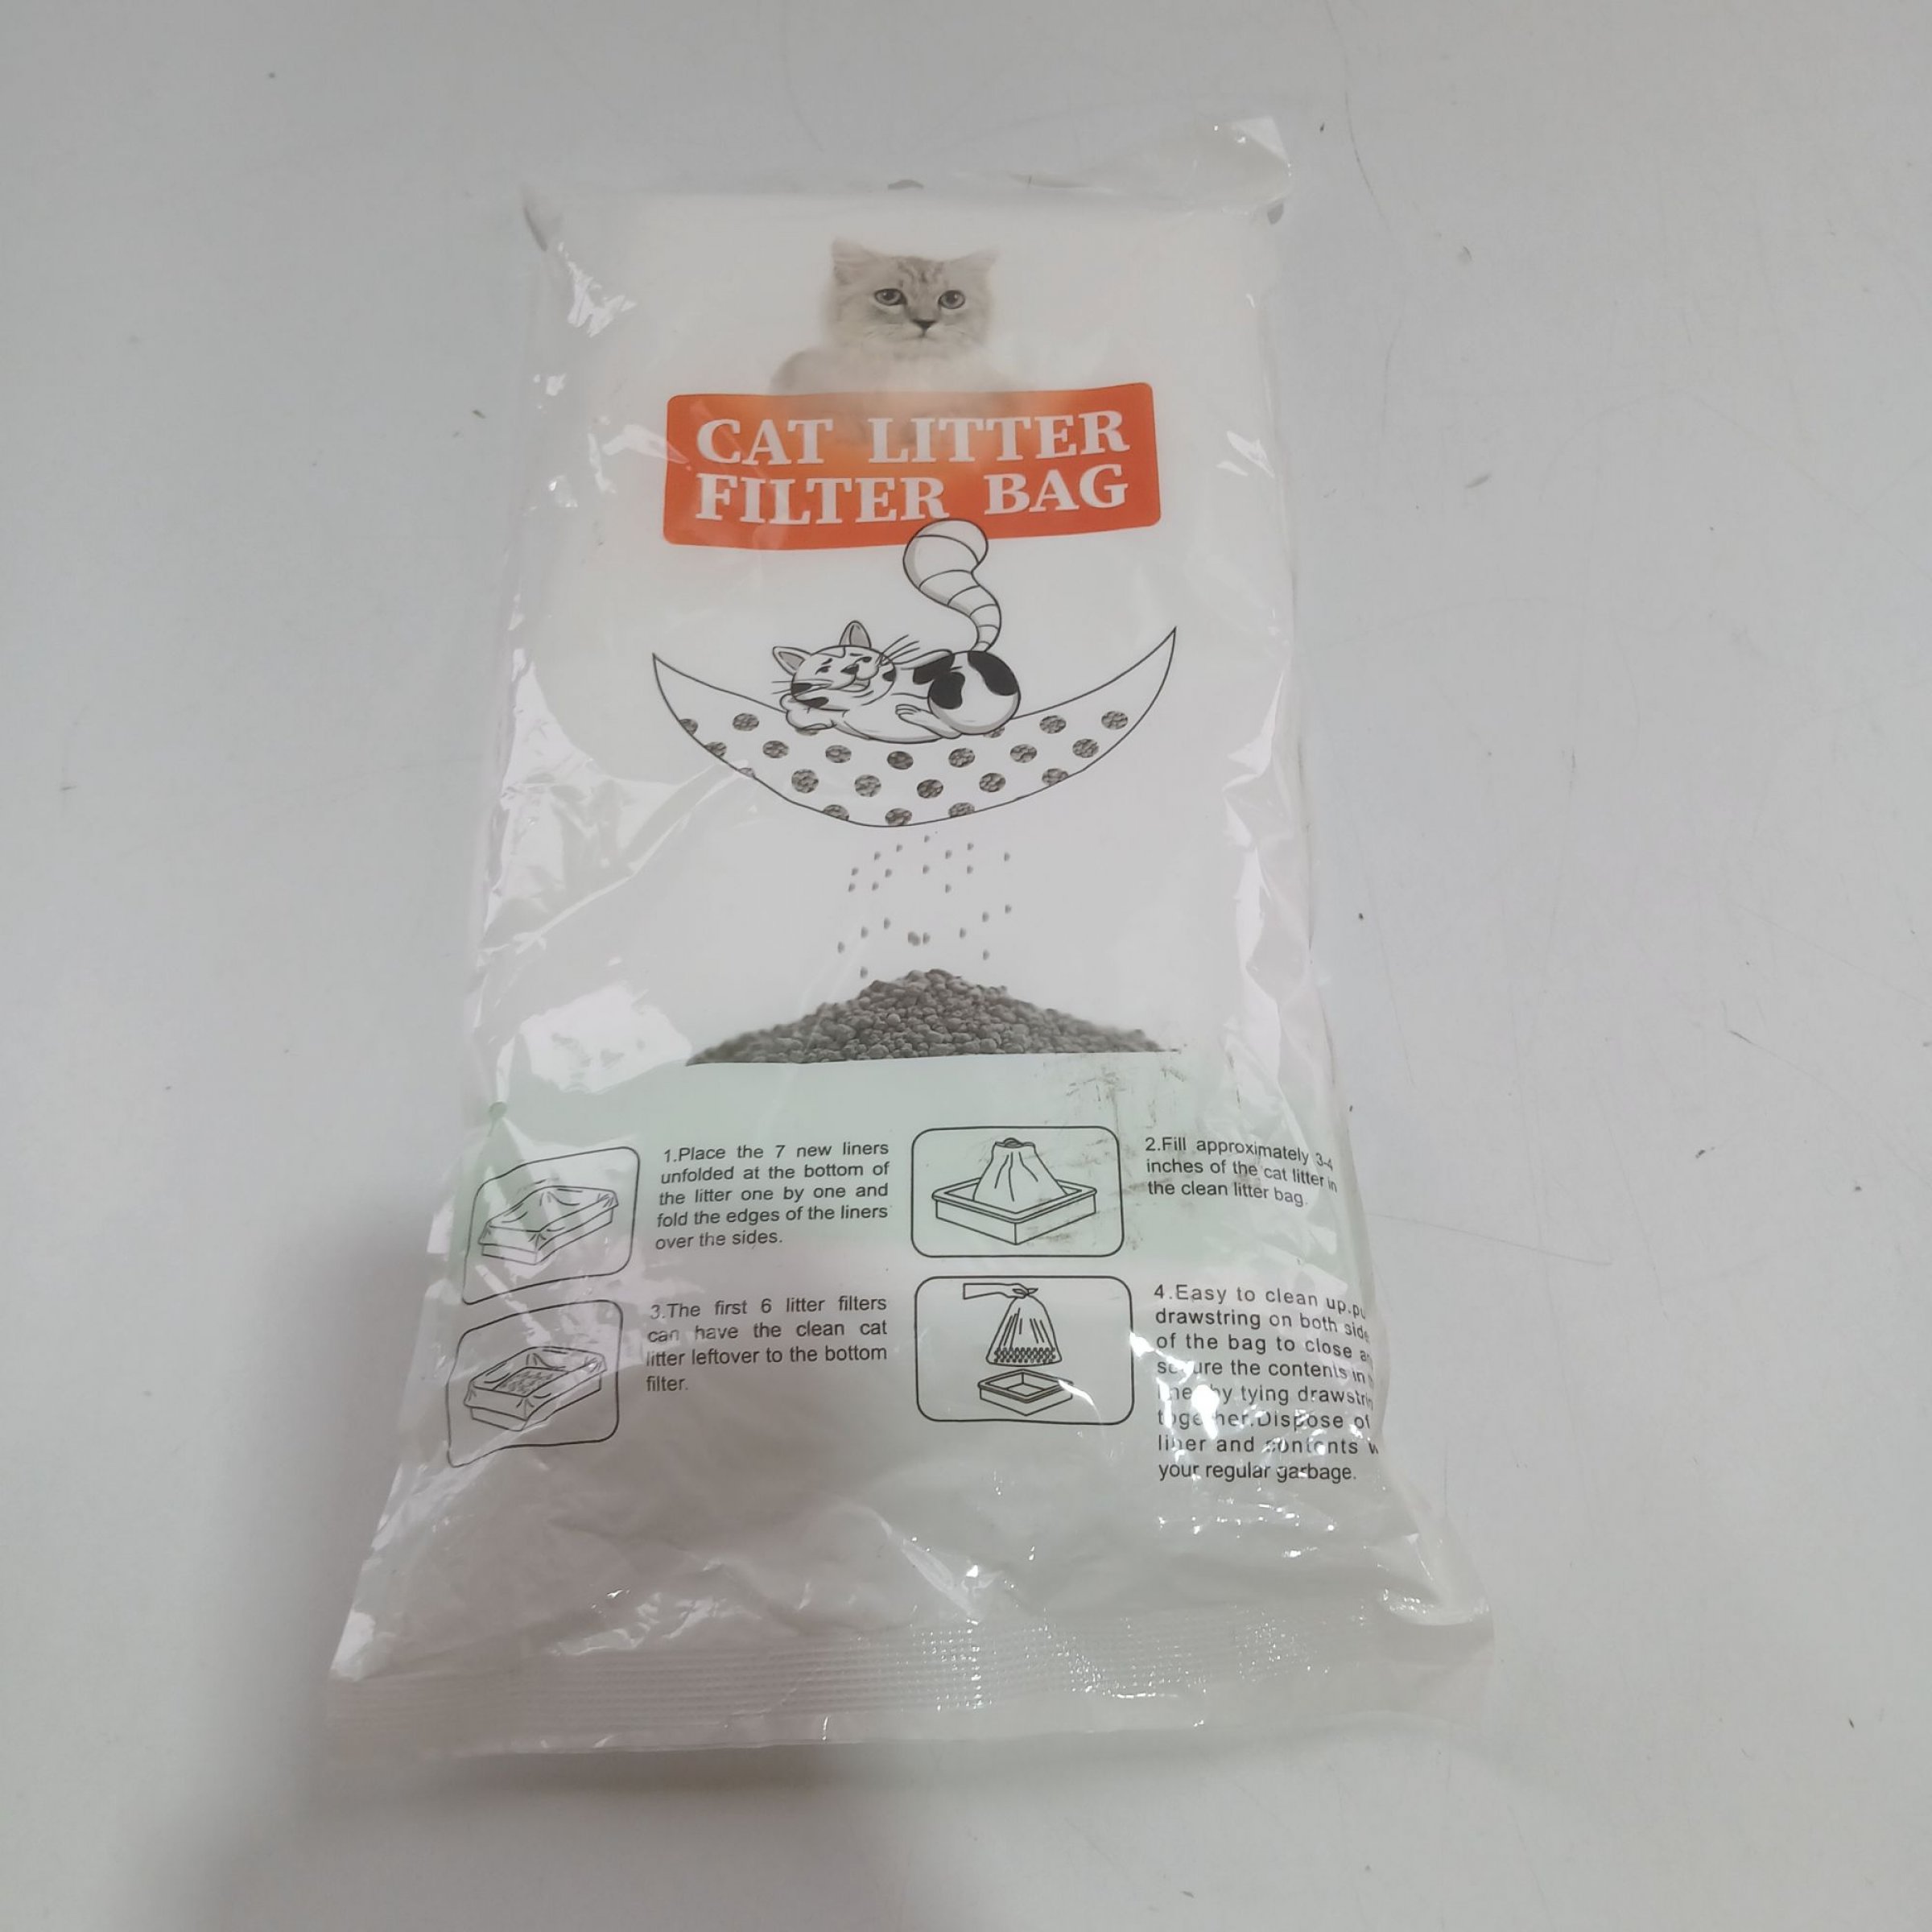 CAT LITTER
FILTER BAG
1.Place the 7 new liners
unfolded at the bottom of
the litter one by one and
fold the edges of the liners
over the sides.
2.Fill approximately 3-4
inches of the cat litter in
the clean litter bag.
3.The first 6 litter filters
can have the clean cat
litter leftover to the bottom
filter.
4.Easy to clean up.pu
drawstring on both side
of the bag to close
secure the contents in
by tying drawstrin
together.Dispose of
liner and contents
your regular garbage.